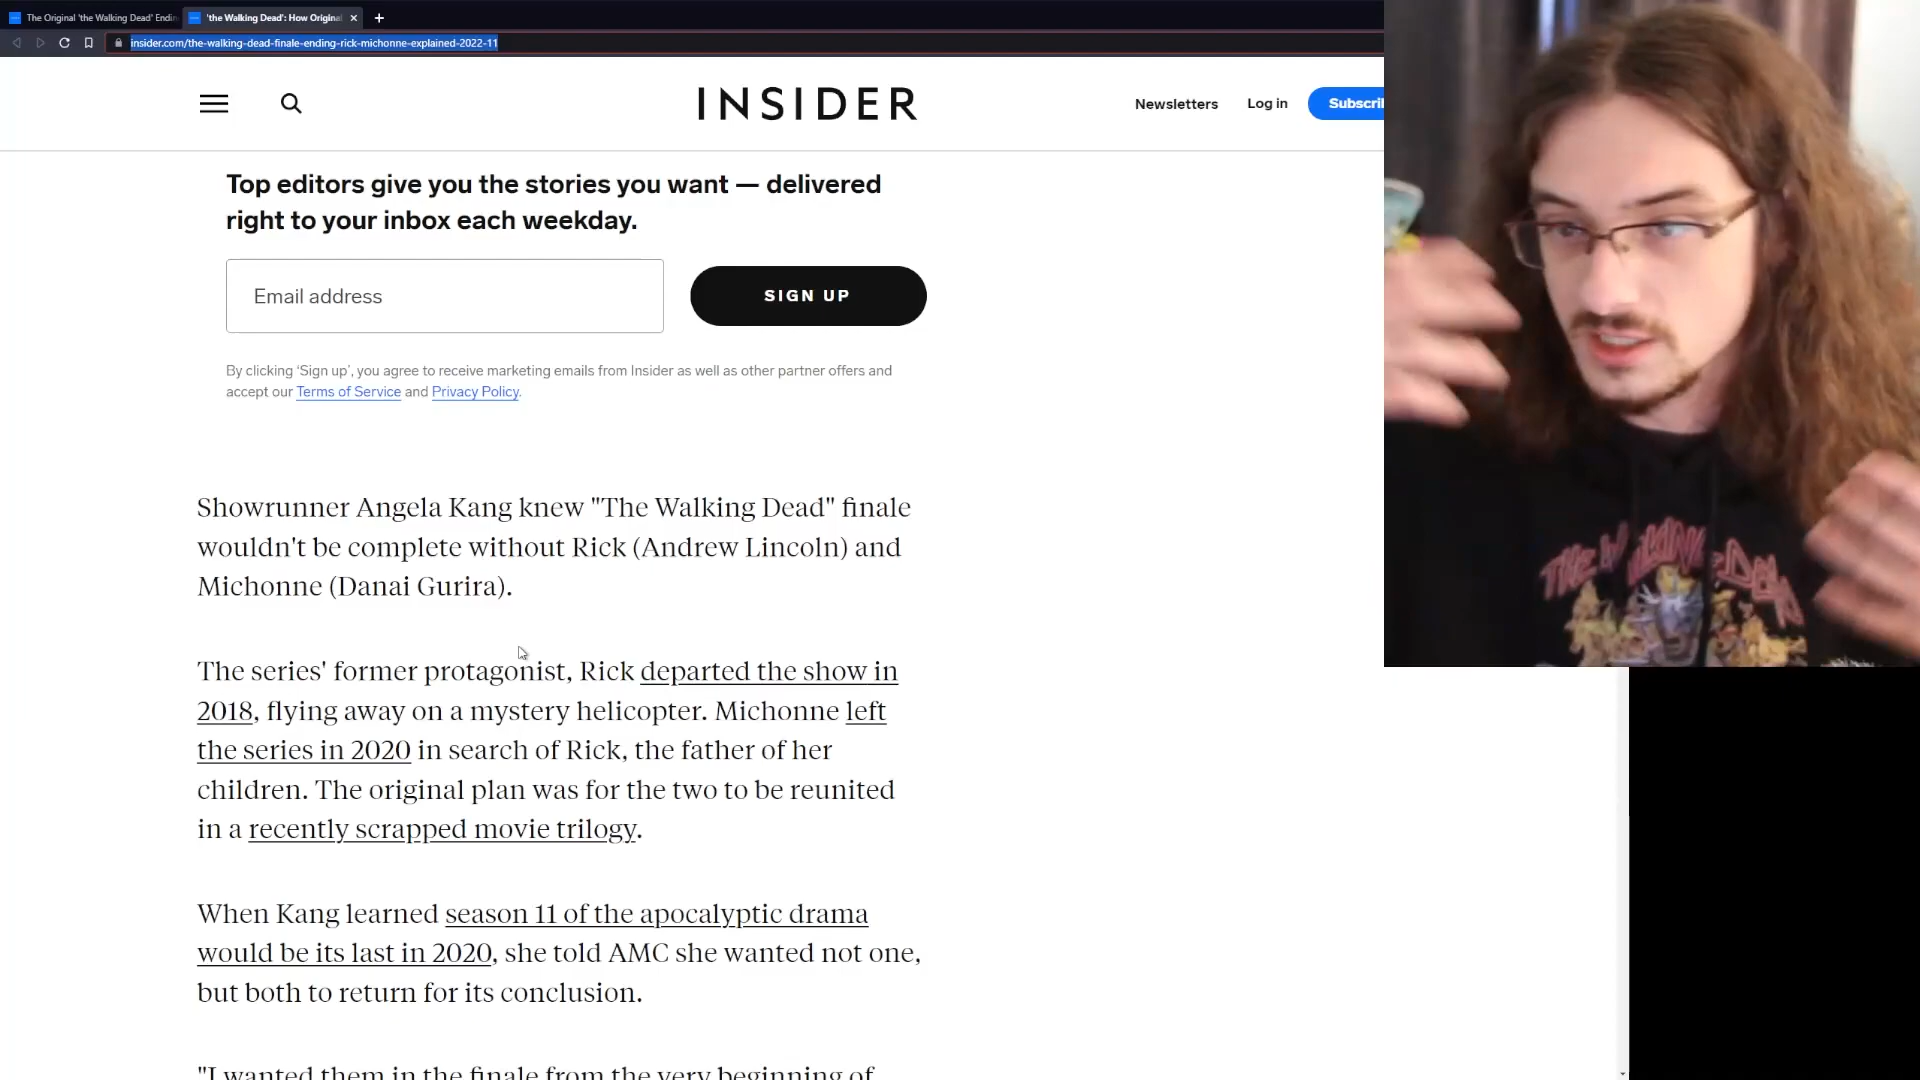 The Original 'the Walking Dead' Endin
'the Walking Dead': How Original
insider.com/the-walking-dead-finale-ending-rick-michonne-explained-2022-11
INSIDER
Newsletters
Log in
Subscri
Top editors give you the stories you want — delivered
right to your inbox each weekday.
Email address
SIGN UP
By clicking ‘Sign up’, you agree to receive marketing emails from Insider as well as other partner offers and
accept our Terms of Service and Privacy Policy.
Showrunner Angela Kang knew "The Walking Dead" finale
wouldn't be complete without Rick (Andrew Lincoln) and
Michonne (Danai Gurira).
The series' former protagonist, Rick departed the show in
2018, flying away on a mystery helicopter. Michonne left
the series in 2020 in search of Rick, the father of her
children. The original plan was for the two to be reunited
in a recently scrapped movie trilogy.
When Kang learned season 11 of the apocalyptic drama
would be its last in 2020, she told AMC she wanted not one,
but both to return for its conclusion.
"I wanted them in the finale from the very beginning of
THE WALKING DEAD